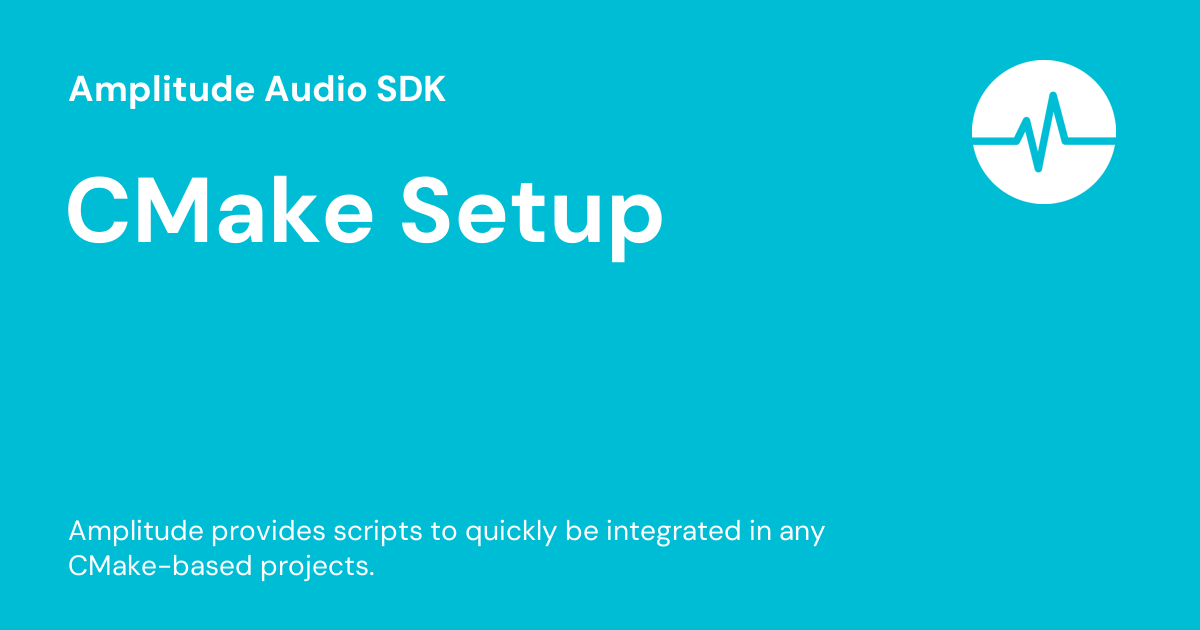 Amplitude Audio SDK
CMake Setup
Amplitude provides scripts to quickly be integrated in any
CMake-based projects.